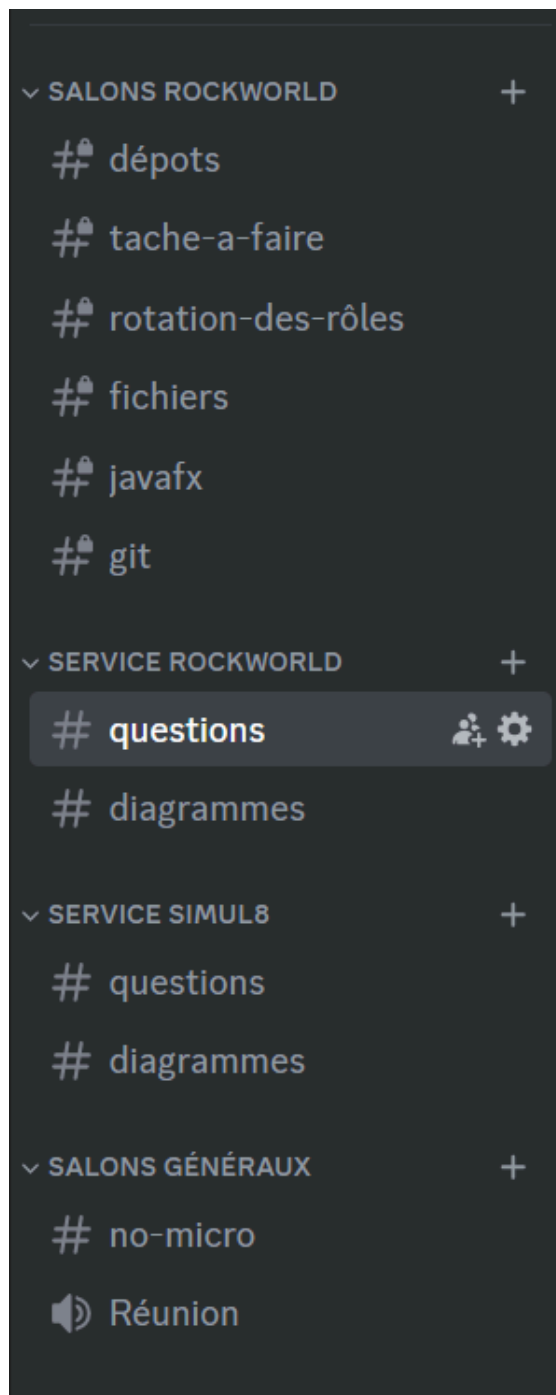 SALONS ROCKWORLD
dépots
tache-a-faire
rotation-des-rôles
fichiers
javafx
git
SERVICE ROCKWORLD
questions
diagrammes
SERVICE SIMUL8
questions
diagrammes
SALONS GÉNÉRAUX
no-micro
Réunion